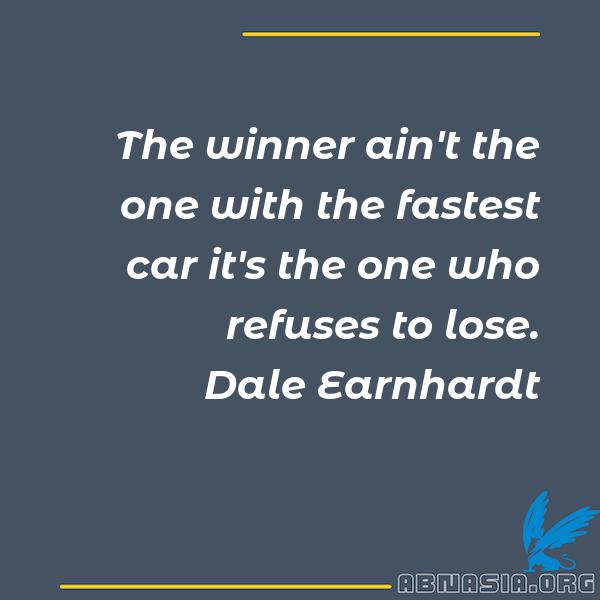 The winner ain't the
one with the fastest
car it's the one who
refuses to lose.
Dale Earnhardt
ABNASIA.ORG